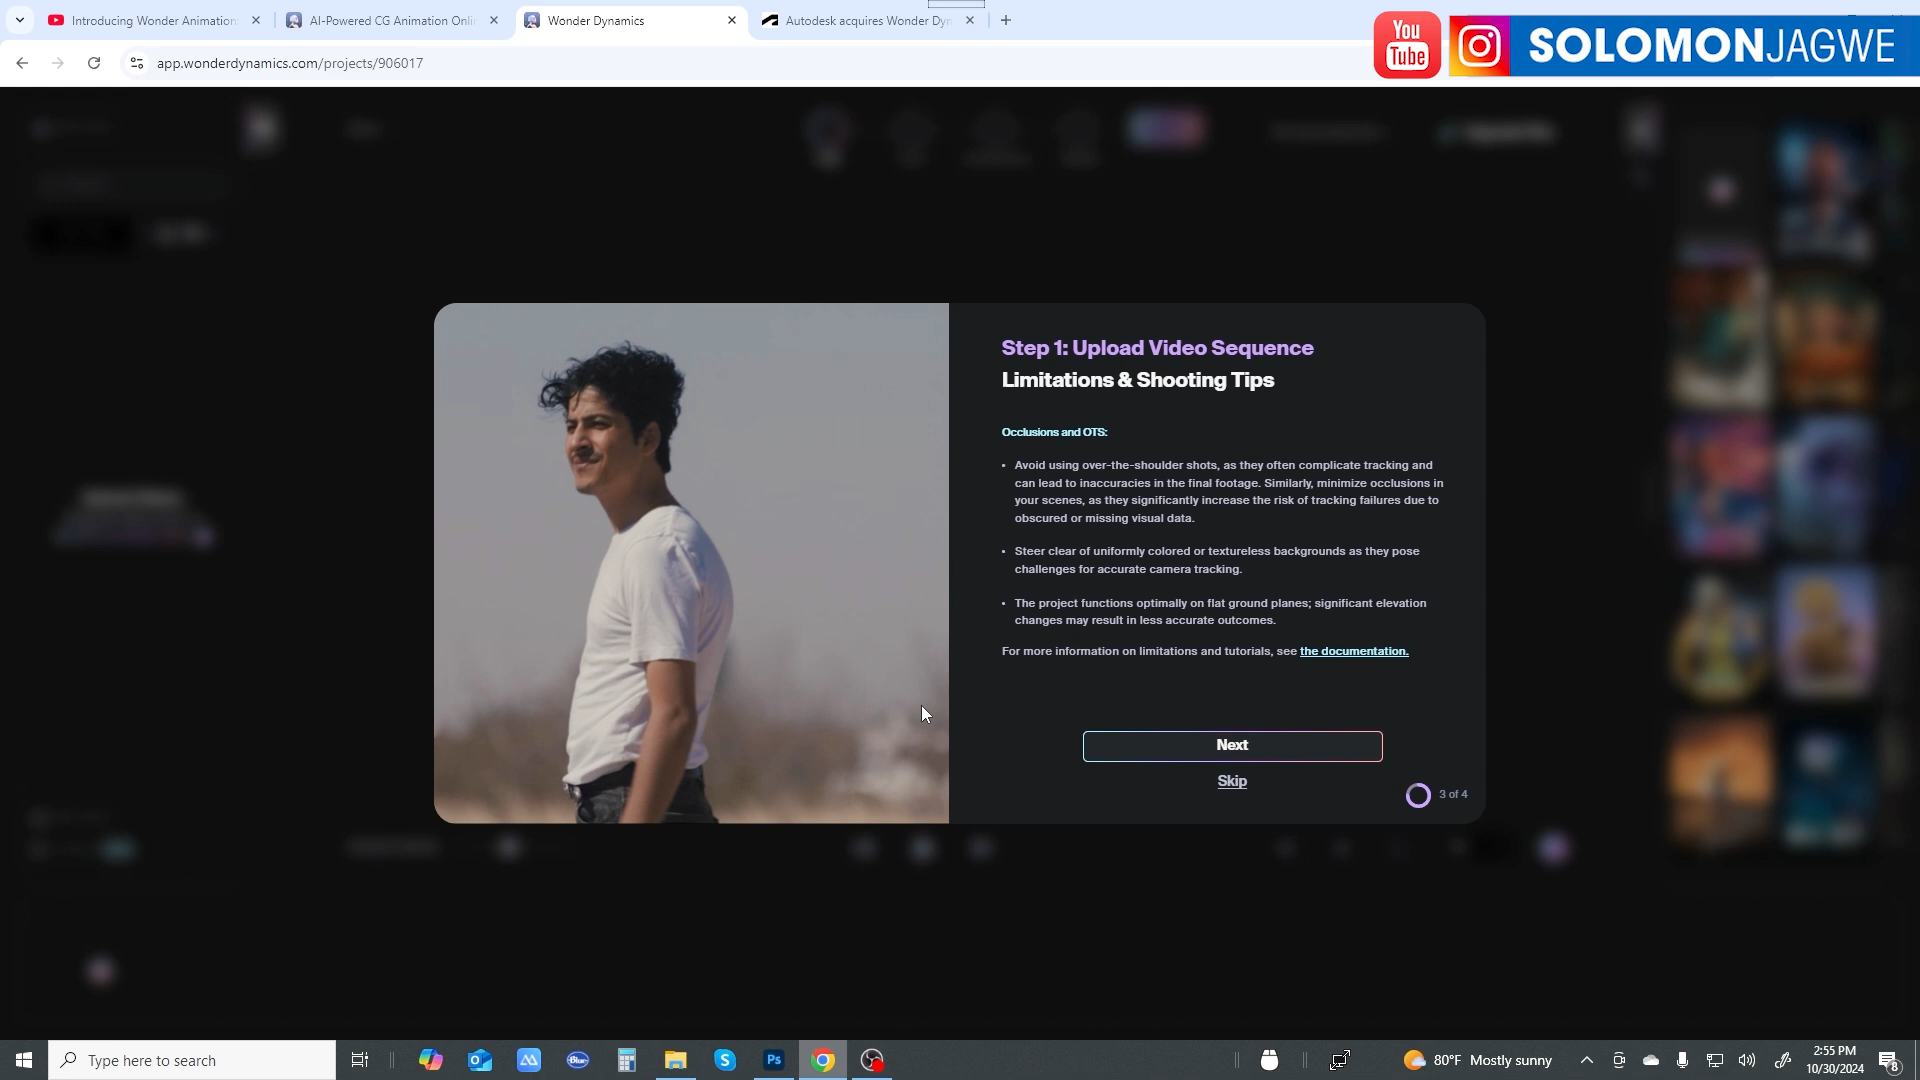 Introducing Wonder Animation
AI-Powered CG Animation Onli
Wonder Dynamics
Autodesk acquires Wonder Dyn
app.wonderdynamics.com/projects/906017
You
Tube
SOLOMONJAGWE
Step 1: Upload Video Sequence
Limitations & Shooting Tips
Occlusions and OTS:
• Avoid using over-the-shoulder shots, as they often complicate tracking and
can lead to inaccuracies in the final footage. Similarly, minimize occlusions in
your scenes, as they significantly increase the risk of tracking failures due to
obscured or missing visual data.
• Steer clear of uniformly colored or textureless backgrounds as they pose
challenges for accurate camera tracking.
• The project functions optimally on flat ground planes; significant elevation
changes may result in less accurate outcomes.
For more information on limitations and tutorials, see the documentation.
Next
Skip
3 of 4
Type here to search
Blue
Ps
80°F Mostly sunny
2:55 PM
10/30/2024
8